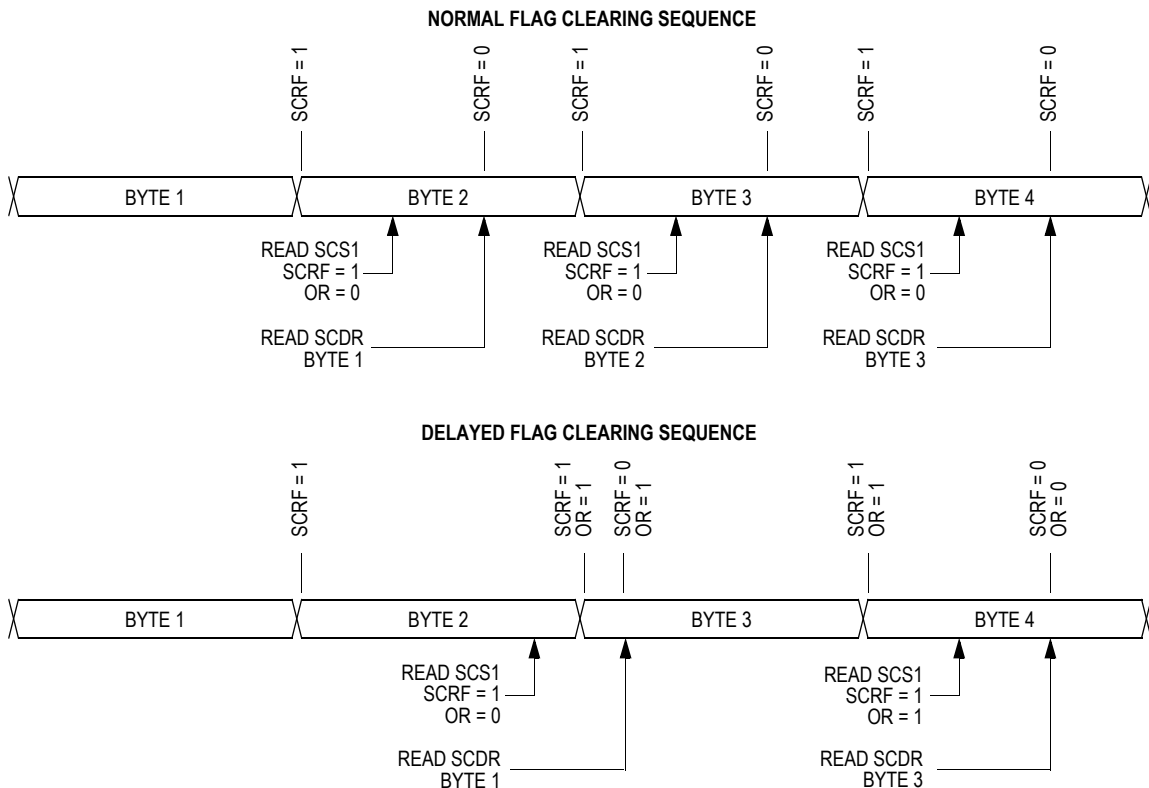 NORMAL FLAG CLEARING SEQUENCE
SCRF = 1
SCRF = 0
SCRF = 1
SCRF = 0
SCRF = 1
SCRF = 0
BYTE 1
BYTE 2
BYTE 3
BYTE 4
READ SCS1
SCRF = 1
OR = 0
READ SCS1
SCRF = 1
OR = 0
READ SCS1
SCRF = 1
OR = 0
READ SCDR
BYTE 1
READ SCDR
BYTE 2
READ SCDR
BYTE 3
DELAYED FLAG CLEARING SEQUENCE
SCRF = 1
SCRF = 1
OR = 1
SCRF = 0
OR = 1
SCRF = 1
OR = 1
SCRF = 0
OR = 0
BYTE 1
BYTE 2
BYTE 3
BYTE 4
READ SCS1
SCRF = 1
OR = 0
READ SCS1
SCRF = 1
OR = 1
READ SCDR
BYTE 1
READ SCDR
BYTE 3